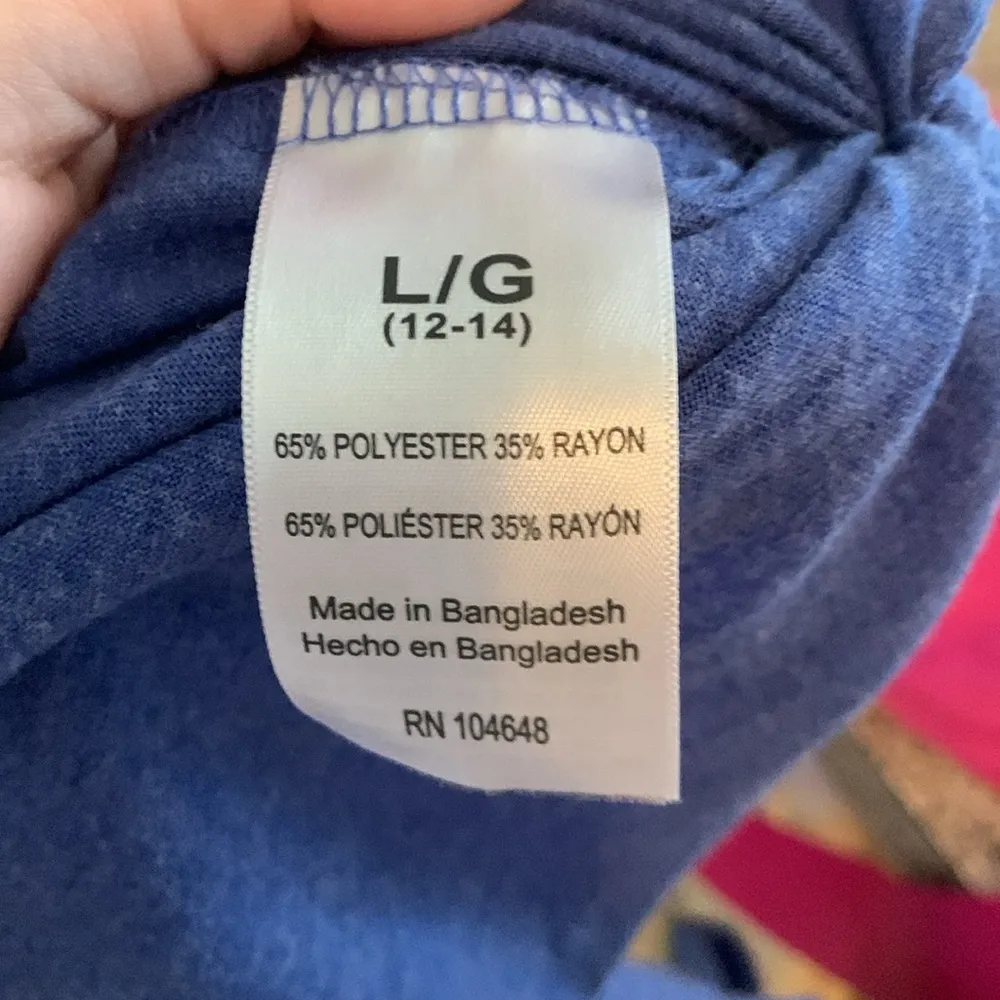 L/G
(12-14)
65% POLYESTER 35% RAYON
65% POLIÉSTER 35% RAYÓN
Made in Bangladesh
Hecho en Bangladesh
RN 104648